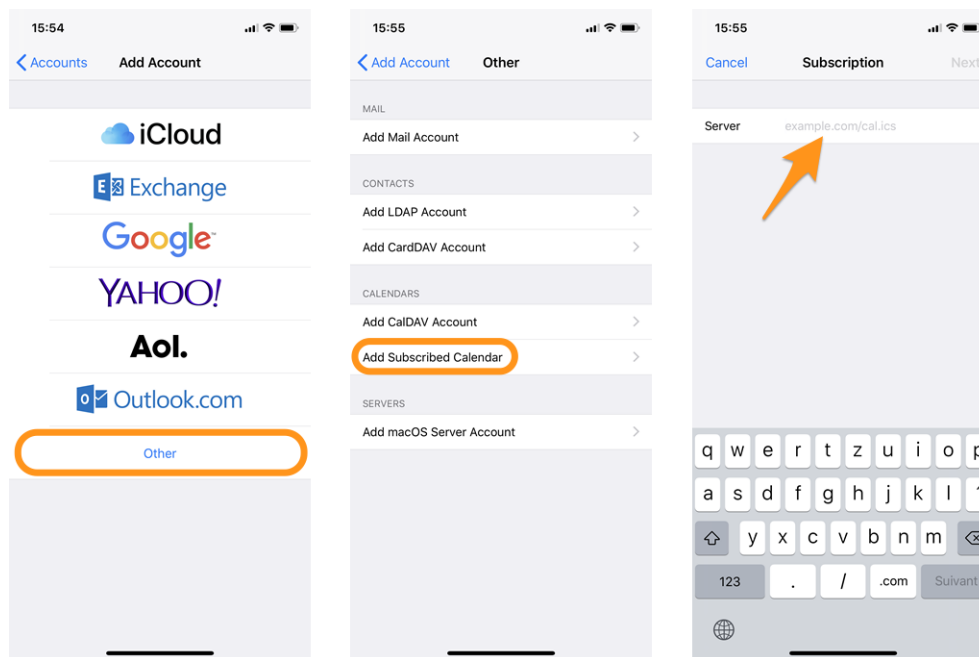 15:54
Accounts
Add Account
iCloud
Exchange
Google
YAHOO!
Aol.
Outlook.com
Other
15:55
Add Account
Other
MAIL
Add Mail Account
CONTACTS
Add LDAP Account
Add CardDAV Account
CALENDARS
Add CalDAV Account
Add Subscribed Calendar
SERVERS
Add macOS Server Account
15:55
Cancel
Subscription
Next
Server
example.com/cal.ics
q w e r t z u i o p
a s d f g h j k l
y x c v b n m
123 . / .com Suivant